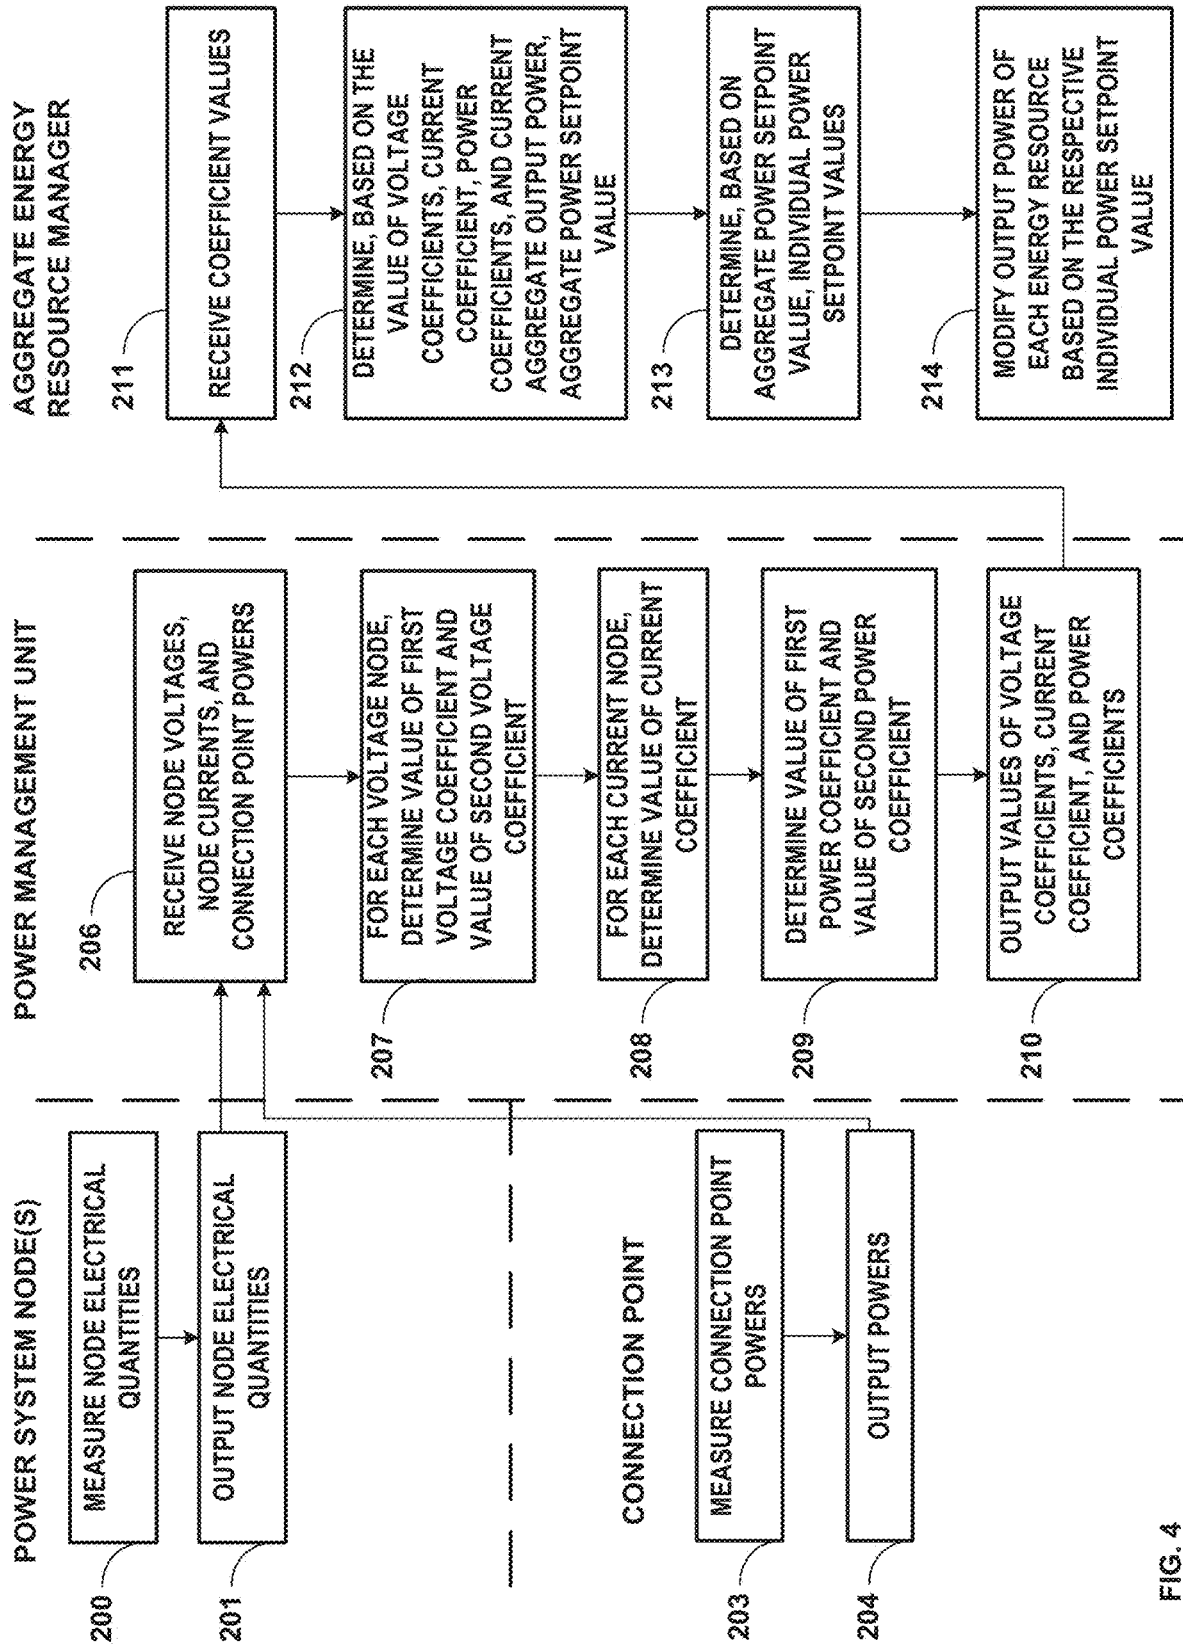 POWER SYSTEM NODE(S)
200
MEASURE NODE ELECTRICAL
QUANTITIES
201
OUTPUT NODE ELECTRICAL
QUANTITIES
CONNECTION POINT
203
MEASURE CONNECTION POINT
POWERS
204
OUTPUT POWERS
POWER MANAGEMENT UNIT
206
RECEIVE NODE VOLTAGES,
NODE CURRENTS, AND
CONNECTION POINT POWERS
207
FOR EACH VOLTAGE NODE,
DETERMINE VALUE OF FIRST
VOLTAGE COEFFICIENT AND
VALUE OF SECOND VOLTAGE
COEFFICIENT
208
FOR EACH CURRENT NODE,
DETERMINE VALUE OF CURRENT
COEFFICIENT
209
DETERMINE VALUE OF FIRST
POWER COEFFICIENT AND
VALUE OF SECOND POWER
COEFFICIENT
210
OUTPUT VALUES OF VOLTAGE
COEFFICIENTS, CURRENT
COEFFICIENT, AND POWER
COEFFICIENTS
AGGREGATE ENERGY
RESOURCE MANAGER
211
RECEIVE COEFFICIENT VALUES
212
DETERMINE, BASED ON THE
VALUE OF VOLTAGE
COEFFICIENTS, CURRENT
COEFFICIENT, POWER
COEFFICIENTS, AND CURRENT
AGGREGATE OUTPUT POWER,
AGGREGATE POWER SETPOINT
VALUE
213
DETERMINE, BASED ON
AGGREGATE POWER SETPOINT
VALUE, INDIVIDUAL POWER
SETPOINT VALUES
214
MODIFY OUTPUT POWER OF
EACH ENERGY RESOURCE
BASED ON THE RESPECTIVE
INDIVIDUAL POWER SETPOINT
VALUE
FIG. 4